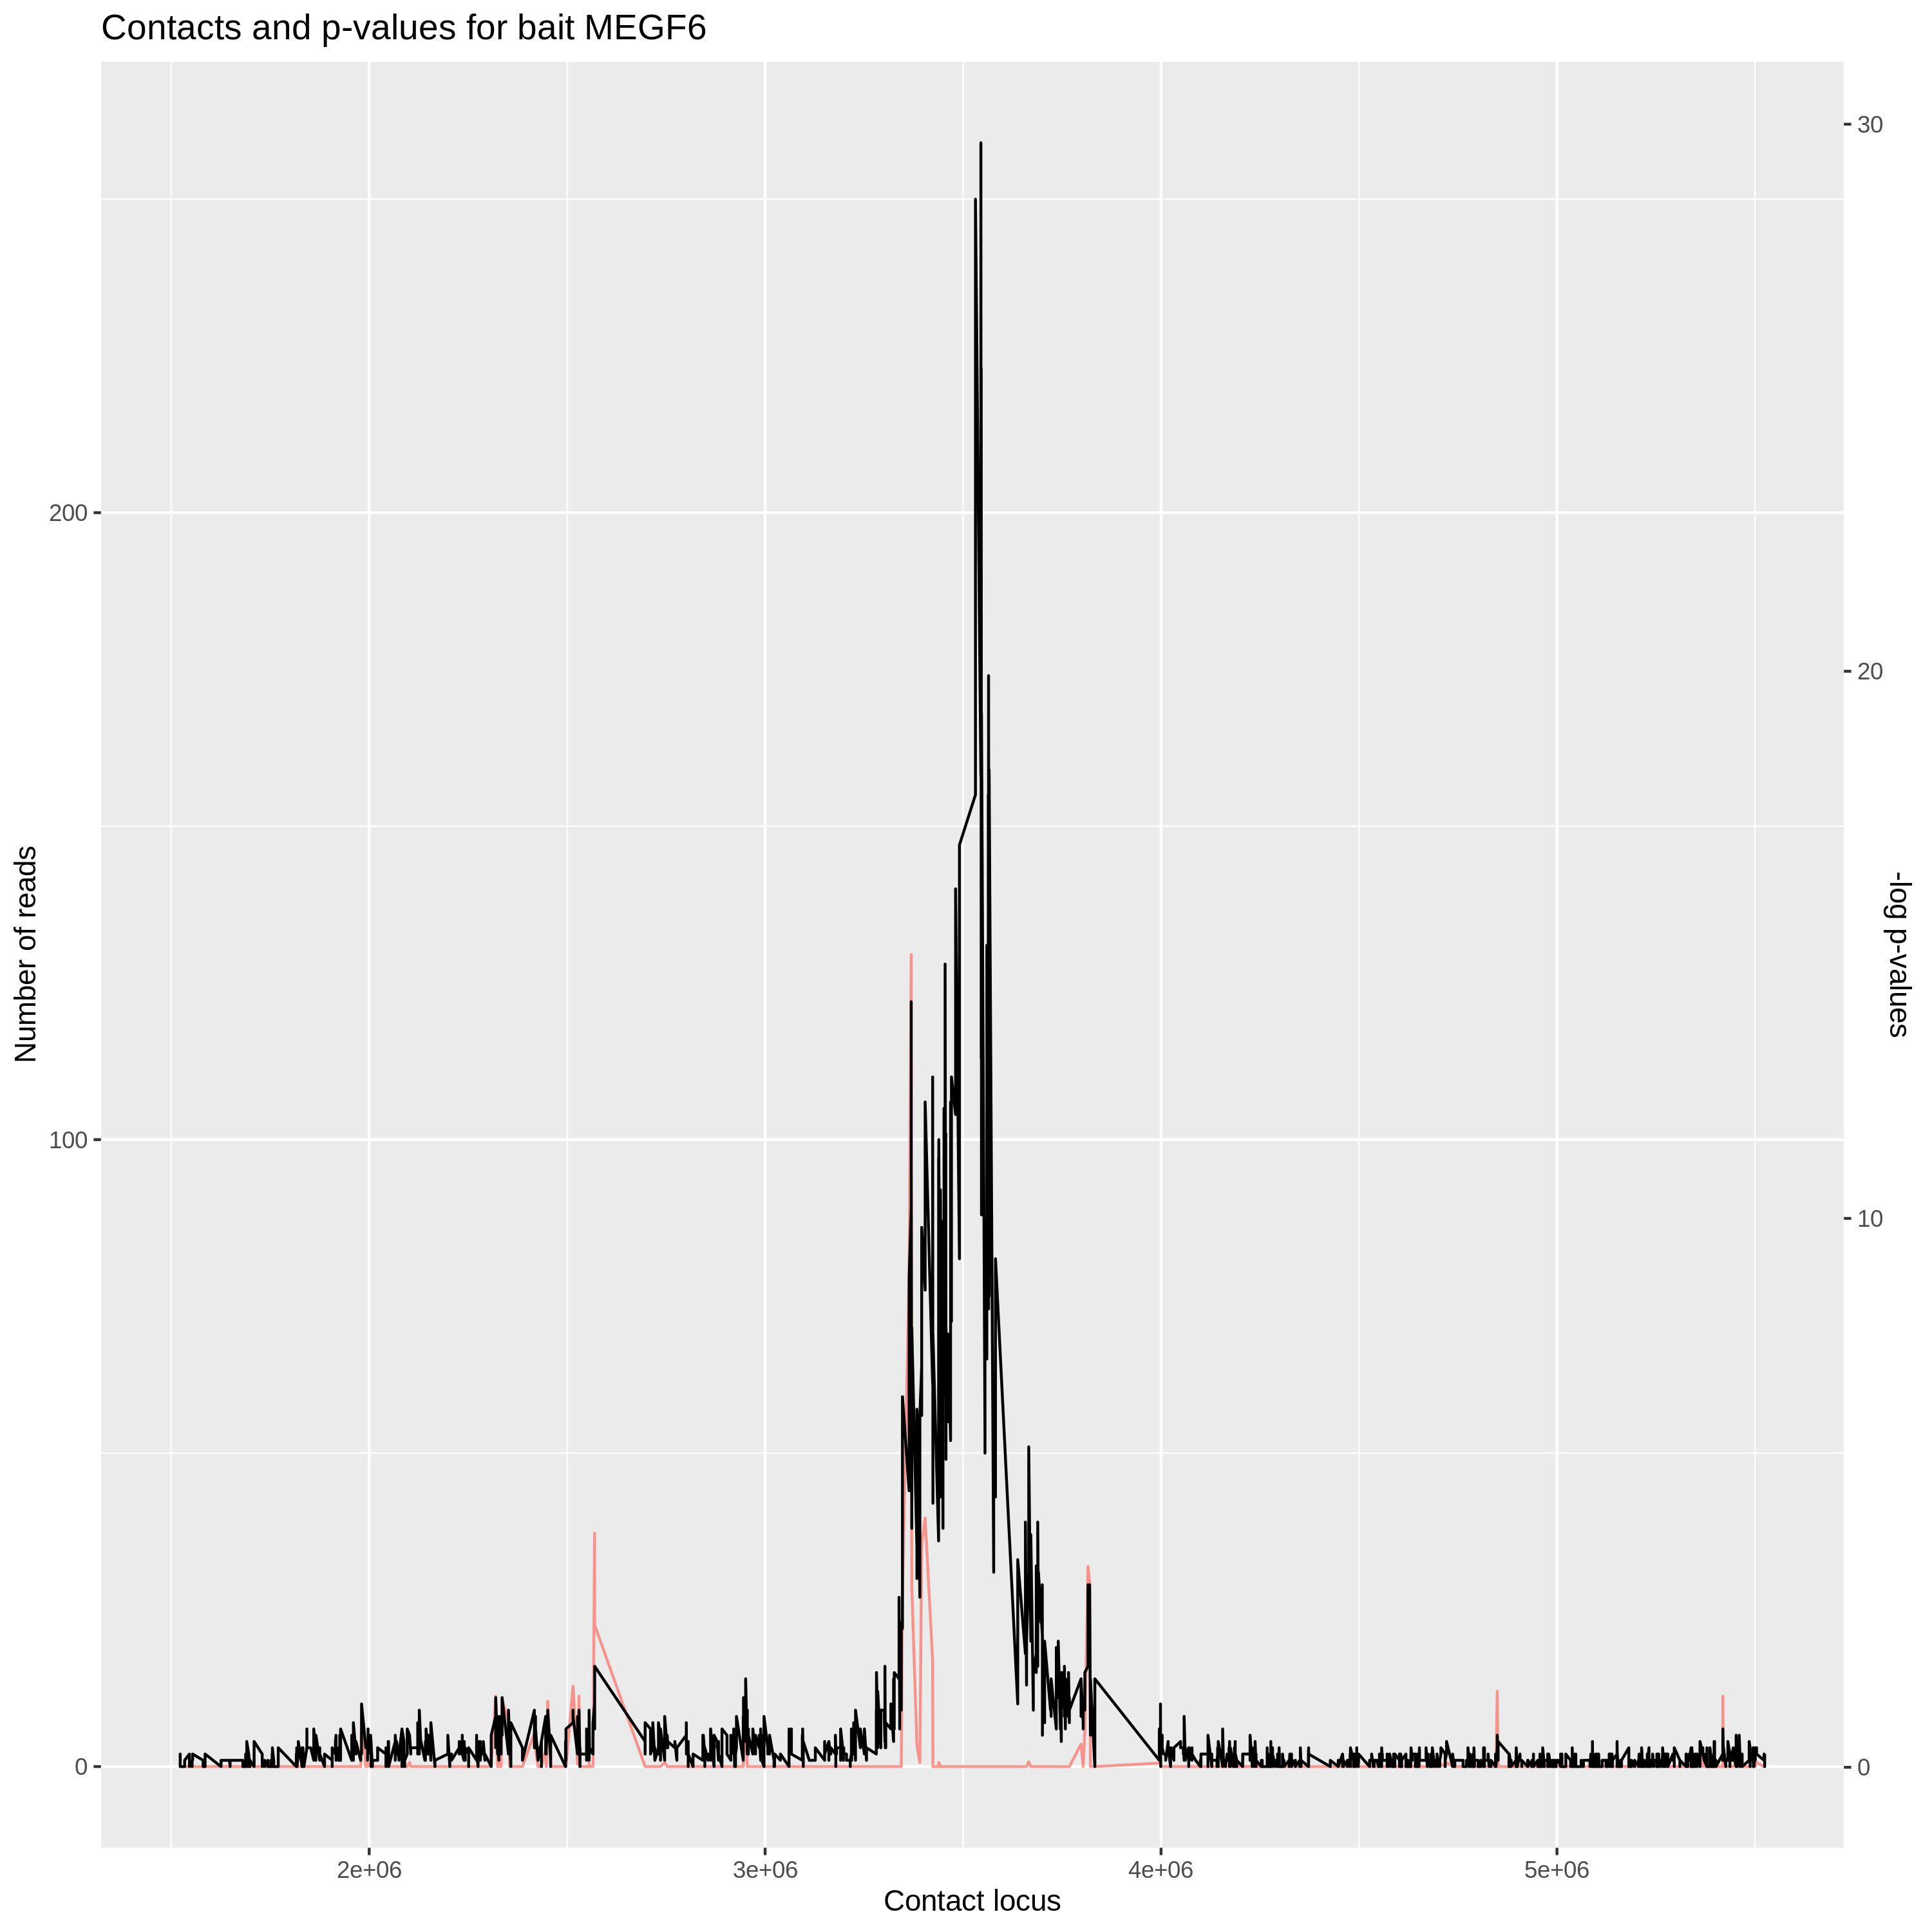 Contacts and p-values for bait MEGF6
30
200
20
Number of reads
-log p-values
100
10
0
0
2e+06
3e+06
4e+06
5e+06
Contact locus